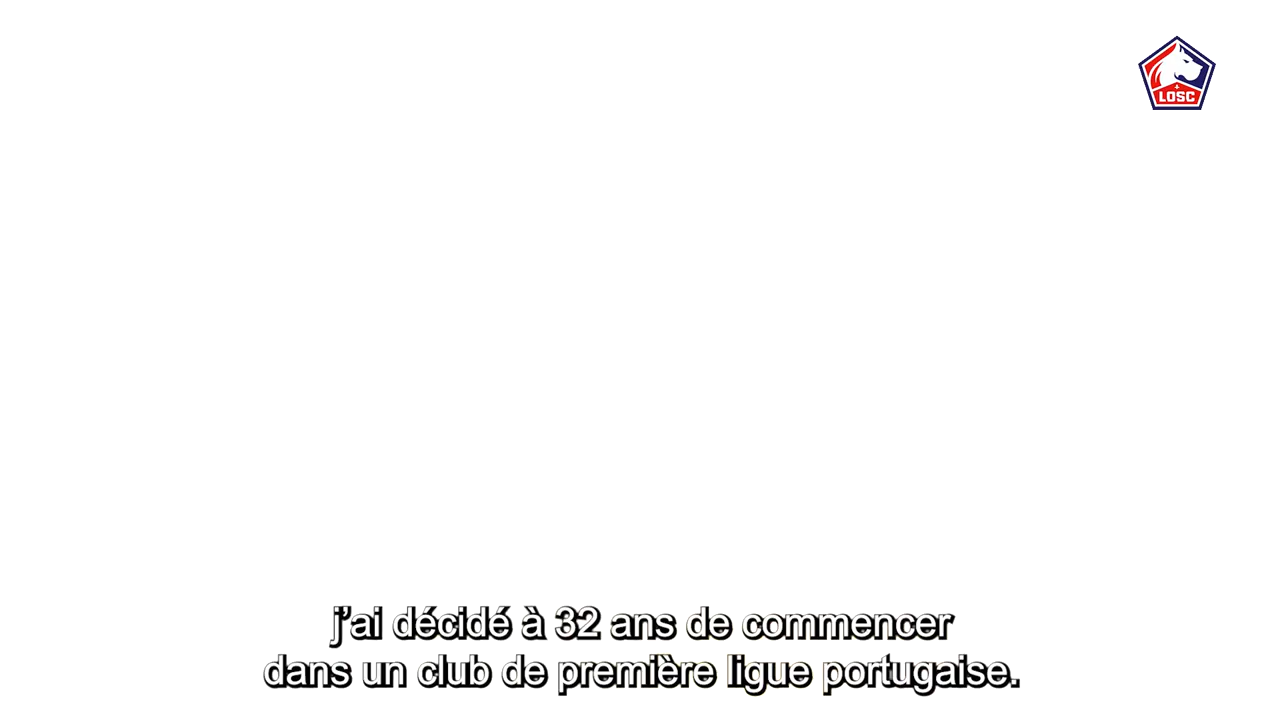 LOSC
j'ai décidé à 32 ans de commencer
dans un club de première ligue portugaise.